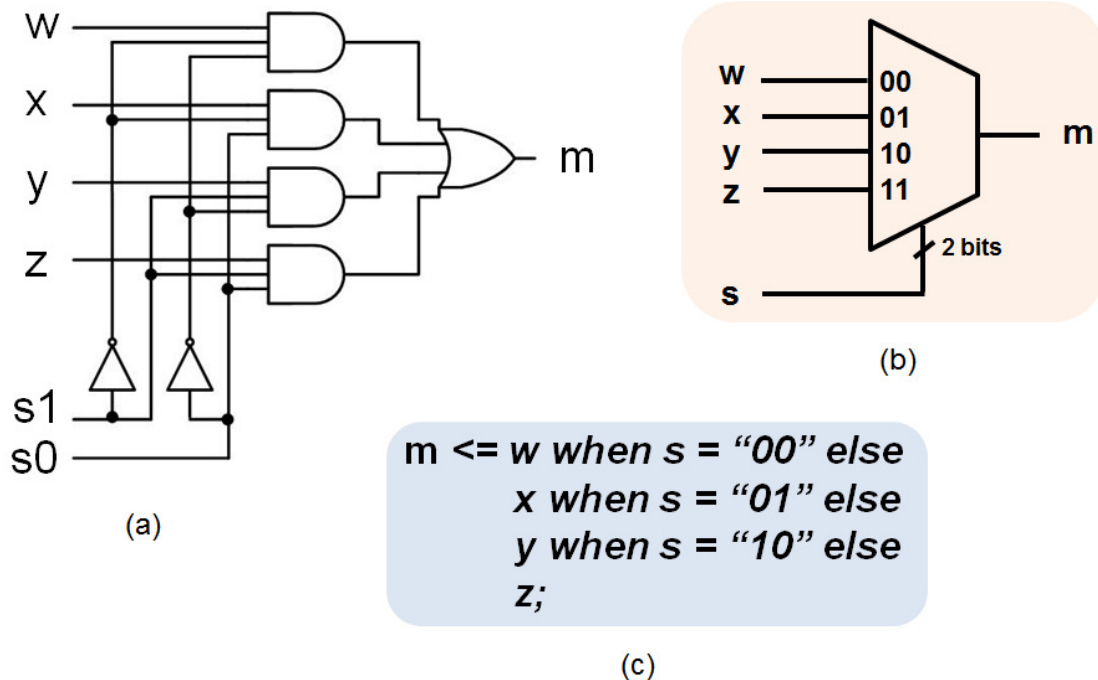 w
x
y
z
s1
s0
m
(a)
w
x
y
z
00
01
10
11
m
2 bits
s
(b)
m <= w when s = “00” else
x when s = “01” else
y when s = “10” else
z;
(c)